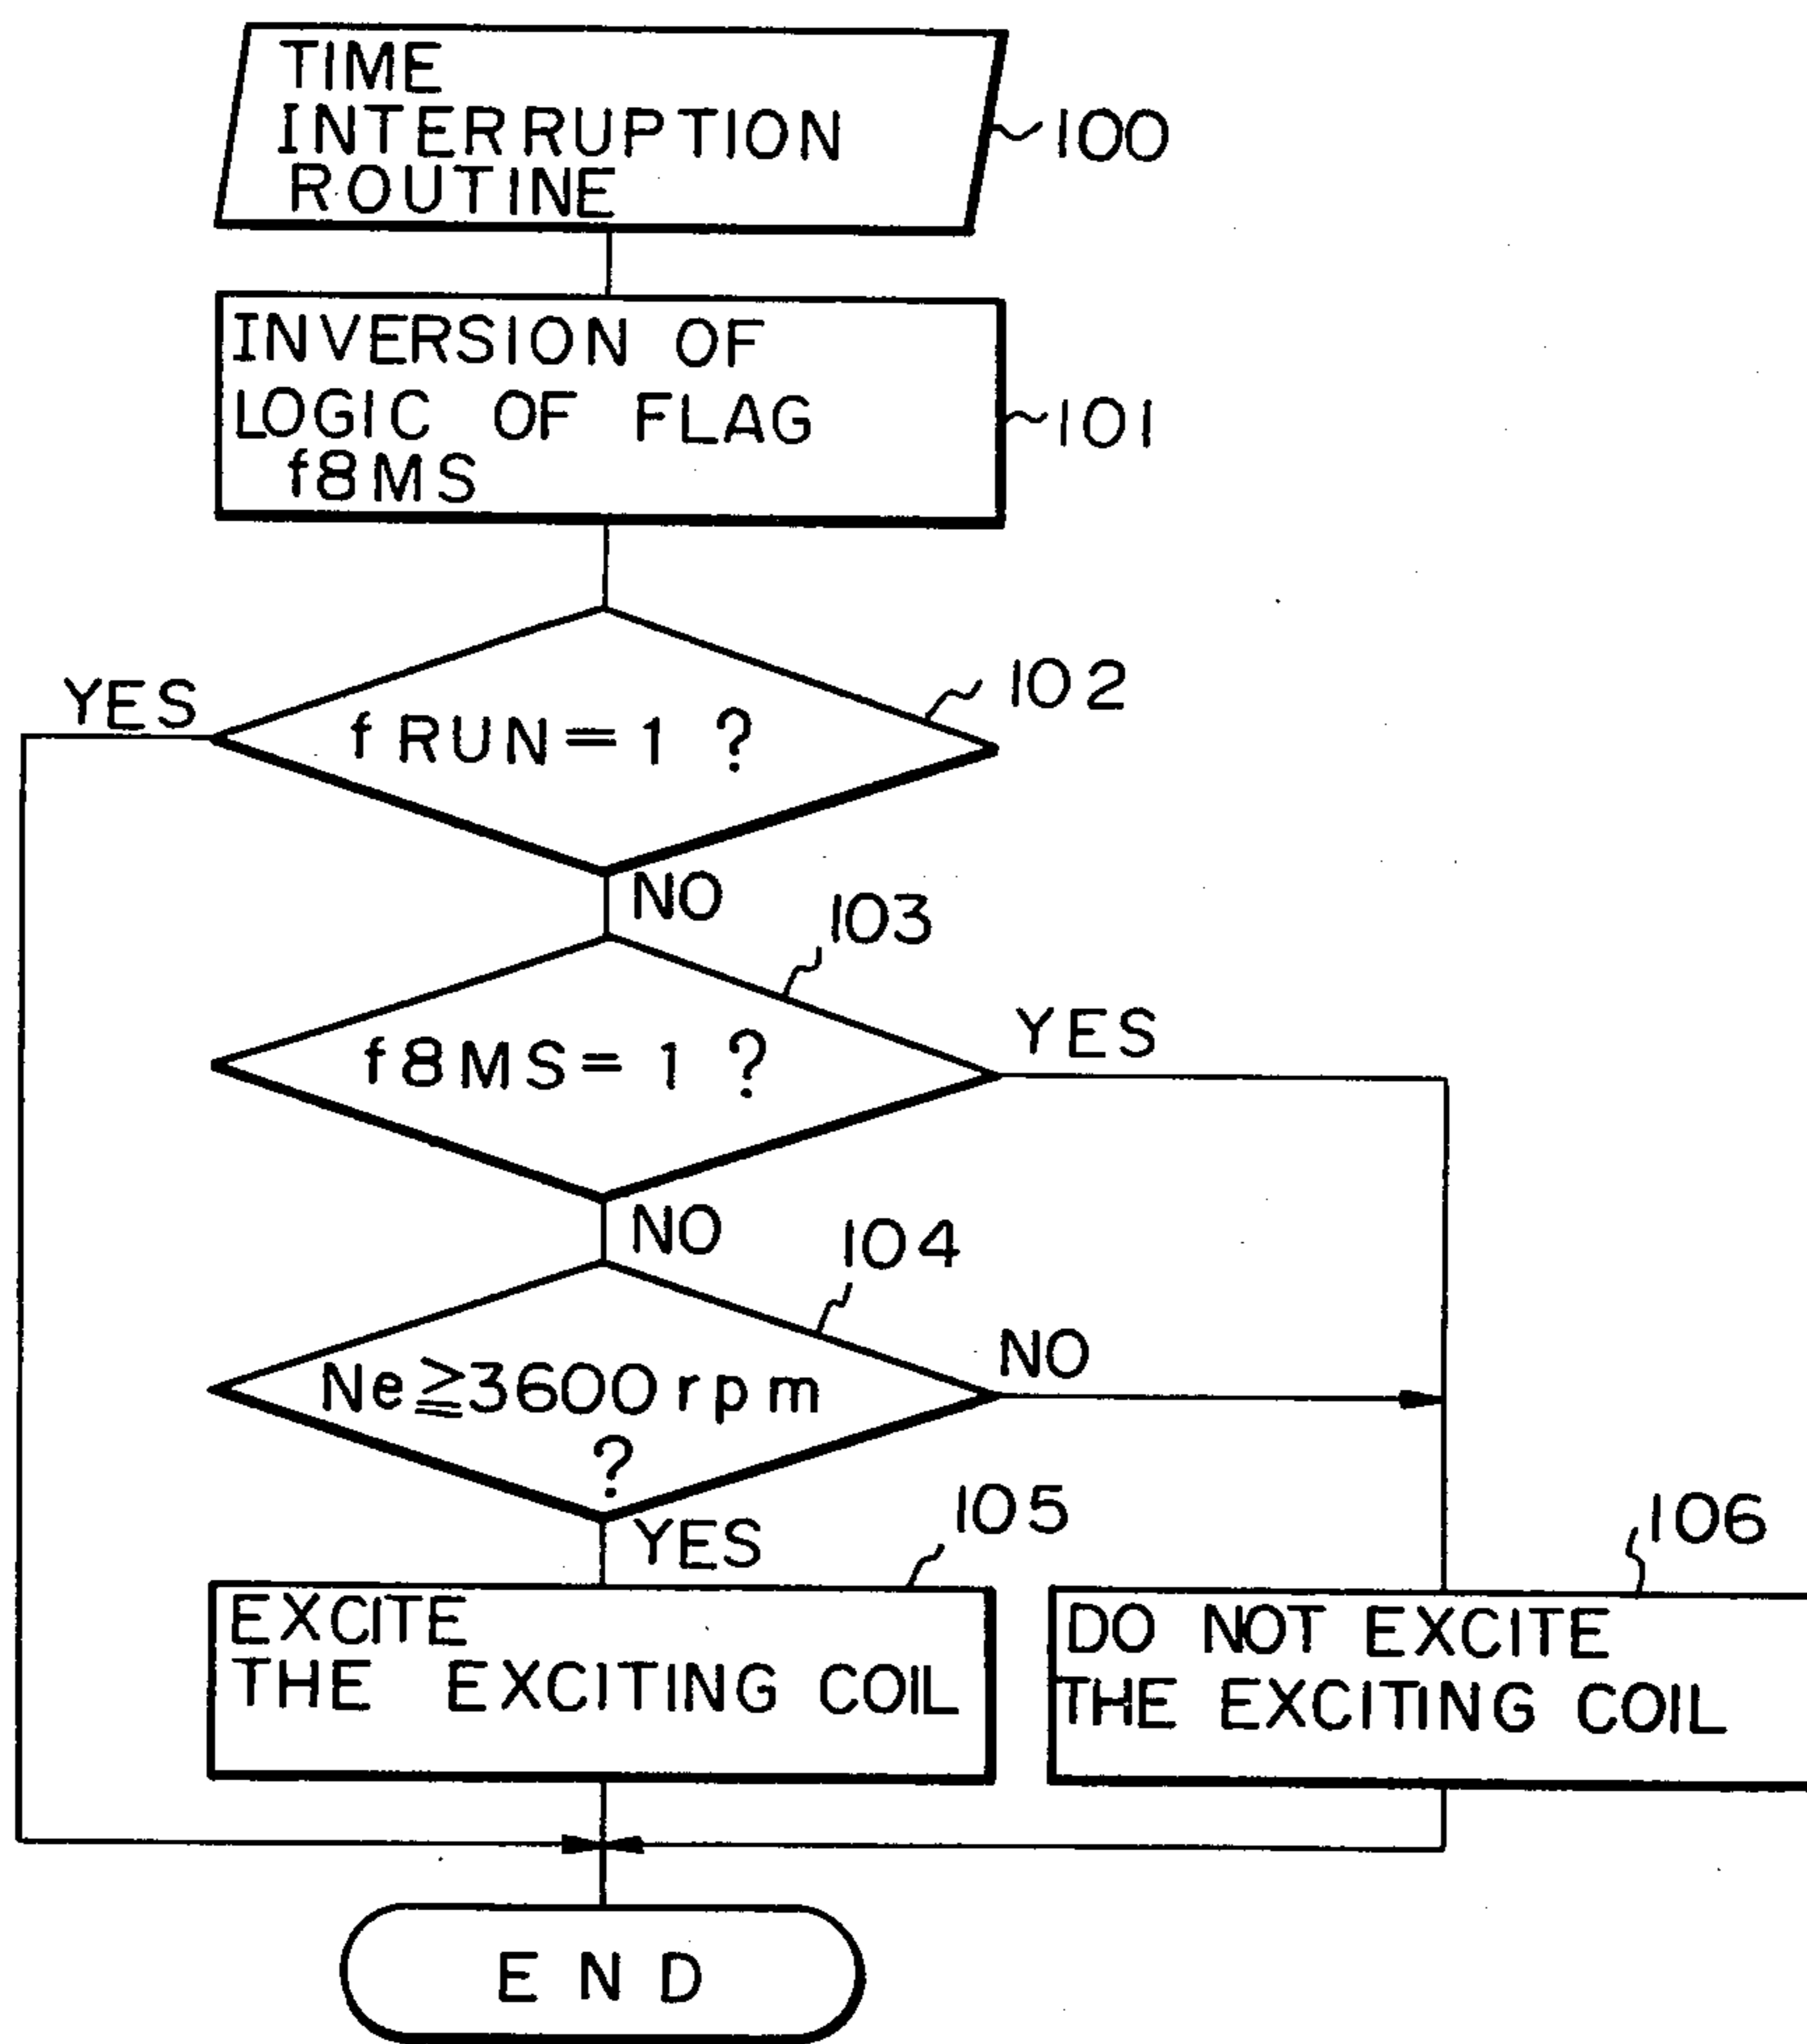 TIME
INTERRUPTION
ROUTINE
100
INVERSION OF
LOGIC OF FLAG
f8MS
101
102
YES
fRUN=1 ?
NO
103
YES
f8MS=1 ?
NO
104
NO
Ne≧3600rpm
?
YES
105
106
EXCITE
THE EXCITING COIL
DO NOT EXCITE
THE EXCITING COIL
END